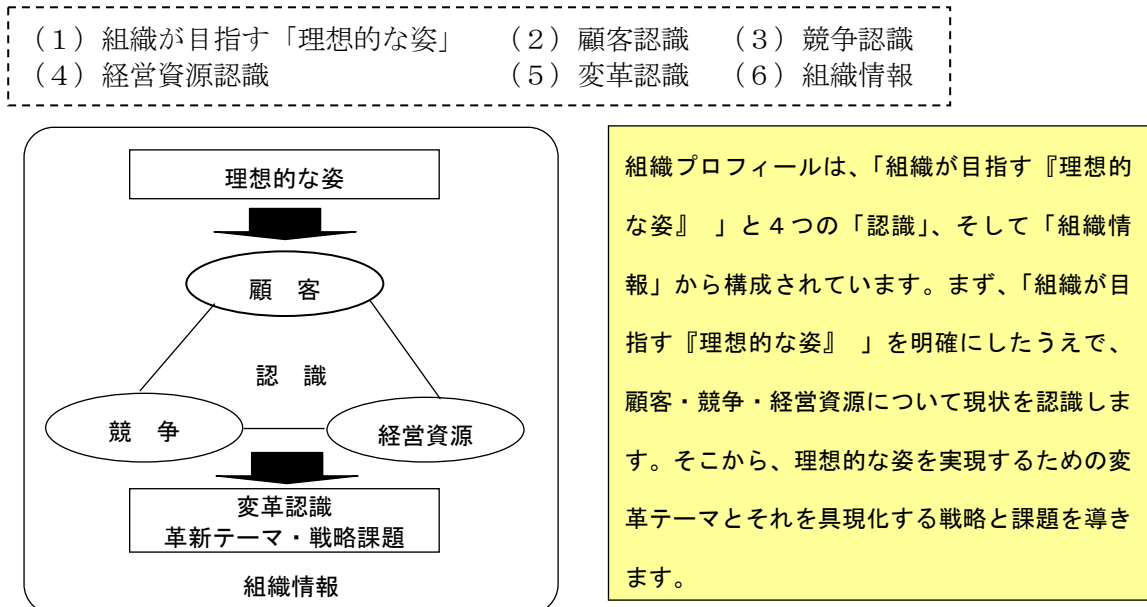 (1)組織が目指す「理想的な姿」 (2)顧客認識 (3)競争認識
(4)経営資源認識 (5)変革認識 (6)組織情報
理想的な姿
顧 客
認 識
競 争
経営資源
変革認識
革新テーマ・戦略課題
組織情報
組織プロフィールは、「組織が目指す『理想的
な姿』 」と4つの「認識」、そして「組織情
報」から構成されています。まず、「組織が目
指す『理想的な姿』 」を明確にしたうえで、
顧客・競争・経営資源について現状を認識しま
す。そこから、理想的な姿を実現するための変
革テーマとそれを具現化する戦略と課題を導き
ます。